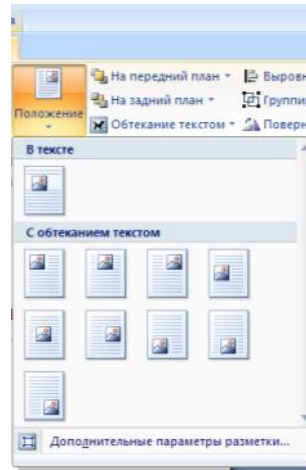 Положение
На передний план
На задний план
Обтекание текстом
В тексте
С обтеканием текстом
Дополнительные параметры разметки...